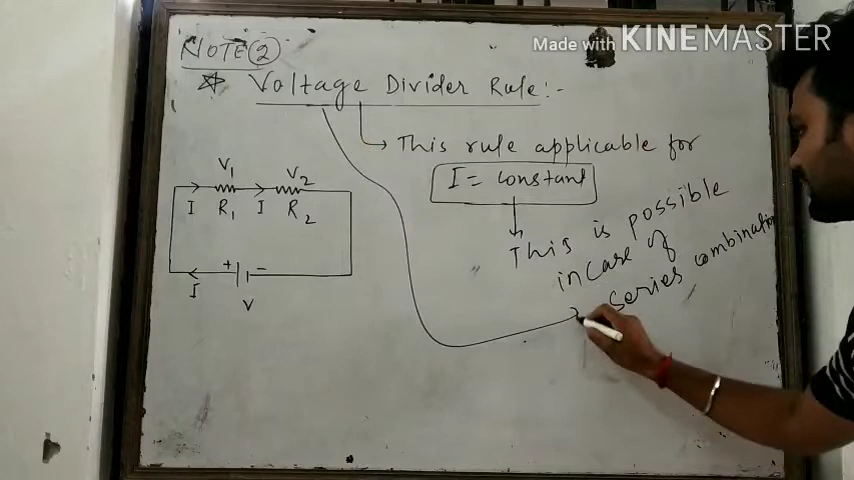 Made with KINEMASTER
NOTE ②
☆ Voltage Divider Rule:-
→ This rule applicable for
I = constant
This is possible
incase of
series combination
V1 V2
I R1 I R2
+ -
I
V